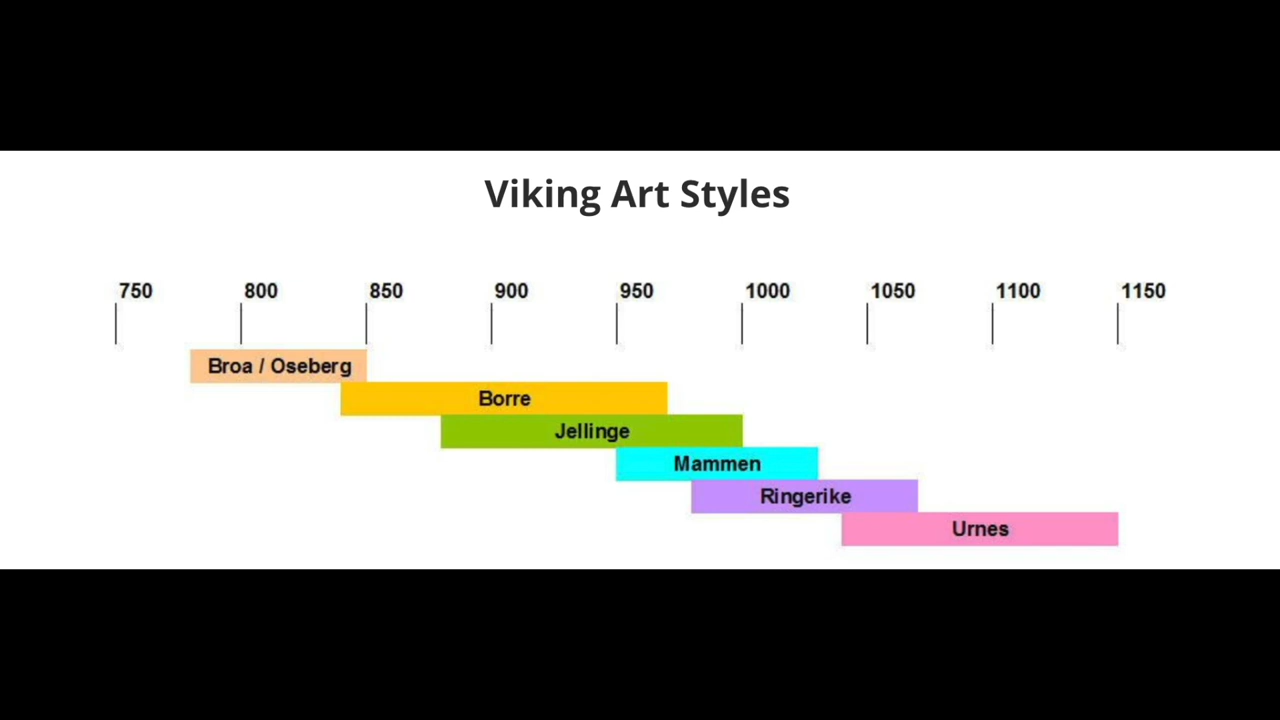 Viking Art Styles
750 800 850 900 950 1000 1050 1100 1150
Broa / Oseberg
Borre
Jellinge
Mammen
Ringerike
Urnes